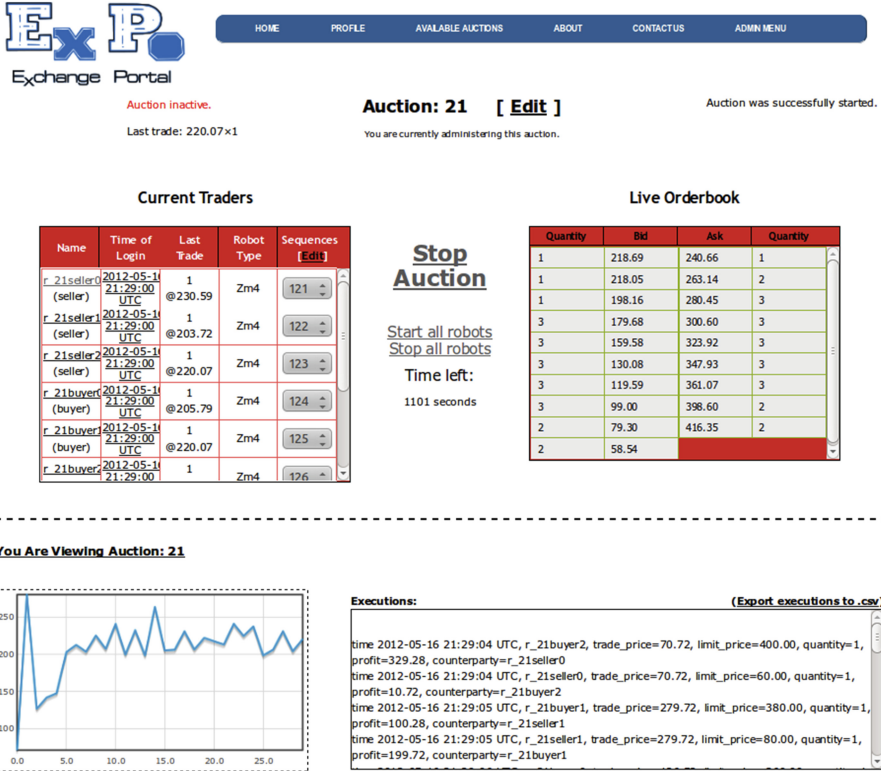 ExPo
Exchange Portal
HOME PROFILE AVAILABLE AUCTIONS ABOUT CONTACT US ADMIN MENU
Auction inactive.
Last trade: 220.07×1
Auction: 21 [ Edit ]
You are currently administering this auction.
Auction was successfully started.
Current Traders
Name Time of Login Last Trade Robot Type Sequences [Edit]
r_21seller0 (seller) 2012-05-16 21:29:00 UTC 1 @230.59 Zm4 121
r_21seller1 (seller) 2012-05-16 21:29:00 UTC 1 @203.72 Zm4 122
r_21seller2 (seller) 2012-05-16 21:29:00 UTC 1 @220.07 Zm4 123
r_21buyer0 (buyer) 2012-05-16 21:29:00 UTC 1 @205.79 Zm4 124
r_21buyer1 (buyer) 2012-05-16 21:29:00 UTC 1 @220.07 Zm4 125
r_21buyer2 2012-05-16 21:29:00 1 Zm4 126
Stop
Auction
Start all robots
Stop all robots
Time left:
1101 seconds
Live Orderbook
Quantity Bid Ask Quantity
1 218.69 240.66 1
1 218.05 263.14 2
1 198.16 280.45 3
3 179.68 300.60 3
3 159.58 323.92 3
3 130.08 347.93 3
3 119.59 361.07 3
3 99.00 398.60 2
2 79.30 416.35 2
2 58.54
You Are Viewing Auction: 21
250
200
150
100
0.0 5.0 10.0 15.0 20.0 25.0
Executions: (Export executions to .csv)
time 2012-05-16 21:29:04 UTC, r_21buyer2, trade_price=70.72, limit_price=400.00, quantity=1,
profit=329.28, counterparty=r_21seller0
time 2012-05-16 21:29:04 UTC, r_21seller0, trade_price=70.72, limit_price=60.00, quantity=1,
profit=10.72, counterparty=r_21buyer2
time 2012-05-16 21:29:05 UTC, r_21buyer1, trade_price=279.72, limit_price=380.00, quantity=1,
profit=100.28, counterparty=r_21seller1
time 2012-05-16 21:29:05 UTC, r_21seller1, trade_price=279.72, limit_price=80.00, quantity=1,
profit=199.72, counterparty=r_21buyer1